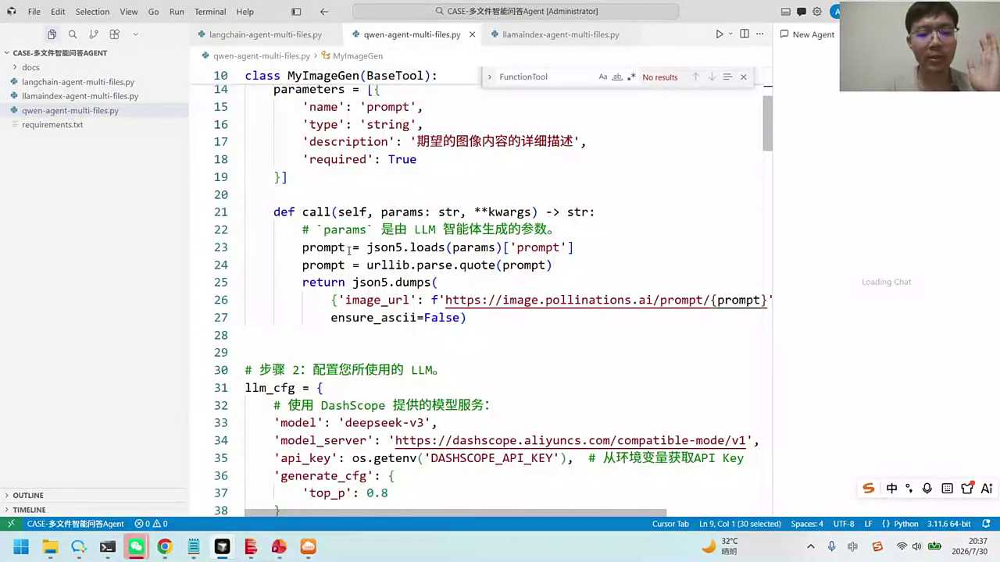 File Edit Selection View Go Run Terminal Help
CASE-多文件智能问答Agent [Administrator]
langchain-agent-multi-files.py
qwen-agent-multi-files.py
llamaindex-agent-multi-files.py
New Agent
CASE-多文件智能问答AGENT
docs
langchain-agent-multi-files.py
llamaindex-agent-multi-files.py
qwen-agent-multi-files.py
requirements.txt
qwen-agent-multi-files.py > MyImageGen
FunctionTool
Aa ab No results
10 class MyImageGen(BaseTool):
14 parameters = [{
15 'name': 'prompt',
16 'type': 'string',
17 'description': '期望的图像内容的详细描述',
18 'required': True
19 }]
20
21 def call(self, params: str, **kwargs) -> str:
22 # `params` 是由 LLM 智能体生成的参数。
23 prompt = json5.loads(params)['prompt']
24 prompt = urllib.parse.quote(prompt)
25 return json5.dumps(
26 {'image_url': f'https://image.pollinations.ai/prompt/{prompt}'
27 ensure_ascii=False)
28
29
30 # 步骤 2：配置您所使用的 LLM。
31 llm_cfg = {
32 # 使用 DashScope 提供的模型服务：
33 'model': 'deepseek-v3',
34 'model_server': 'https://dashscope.aliyuncs.com/compatible-mode/v1',
35 'api_key': os.getenv('DASHSCOPE_API_KEY'), # 从环境变量获取API Key
36 'generate_cfg': {
37 'top_p': 0.8
38 }
Loading Chat
中
Ai
OUTLINE
TIMELINE
CASE-多文件智能问答Agent 0 0
Cursor Tab Ln 9, Col 1 (30 selected) Spaces: 4 UTF-8 LF {} Python 3.11.6 64-bit
32℃
晴朗
中
20:37
2026/7/30